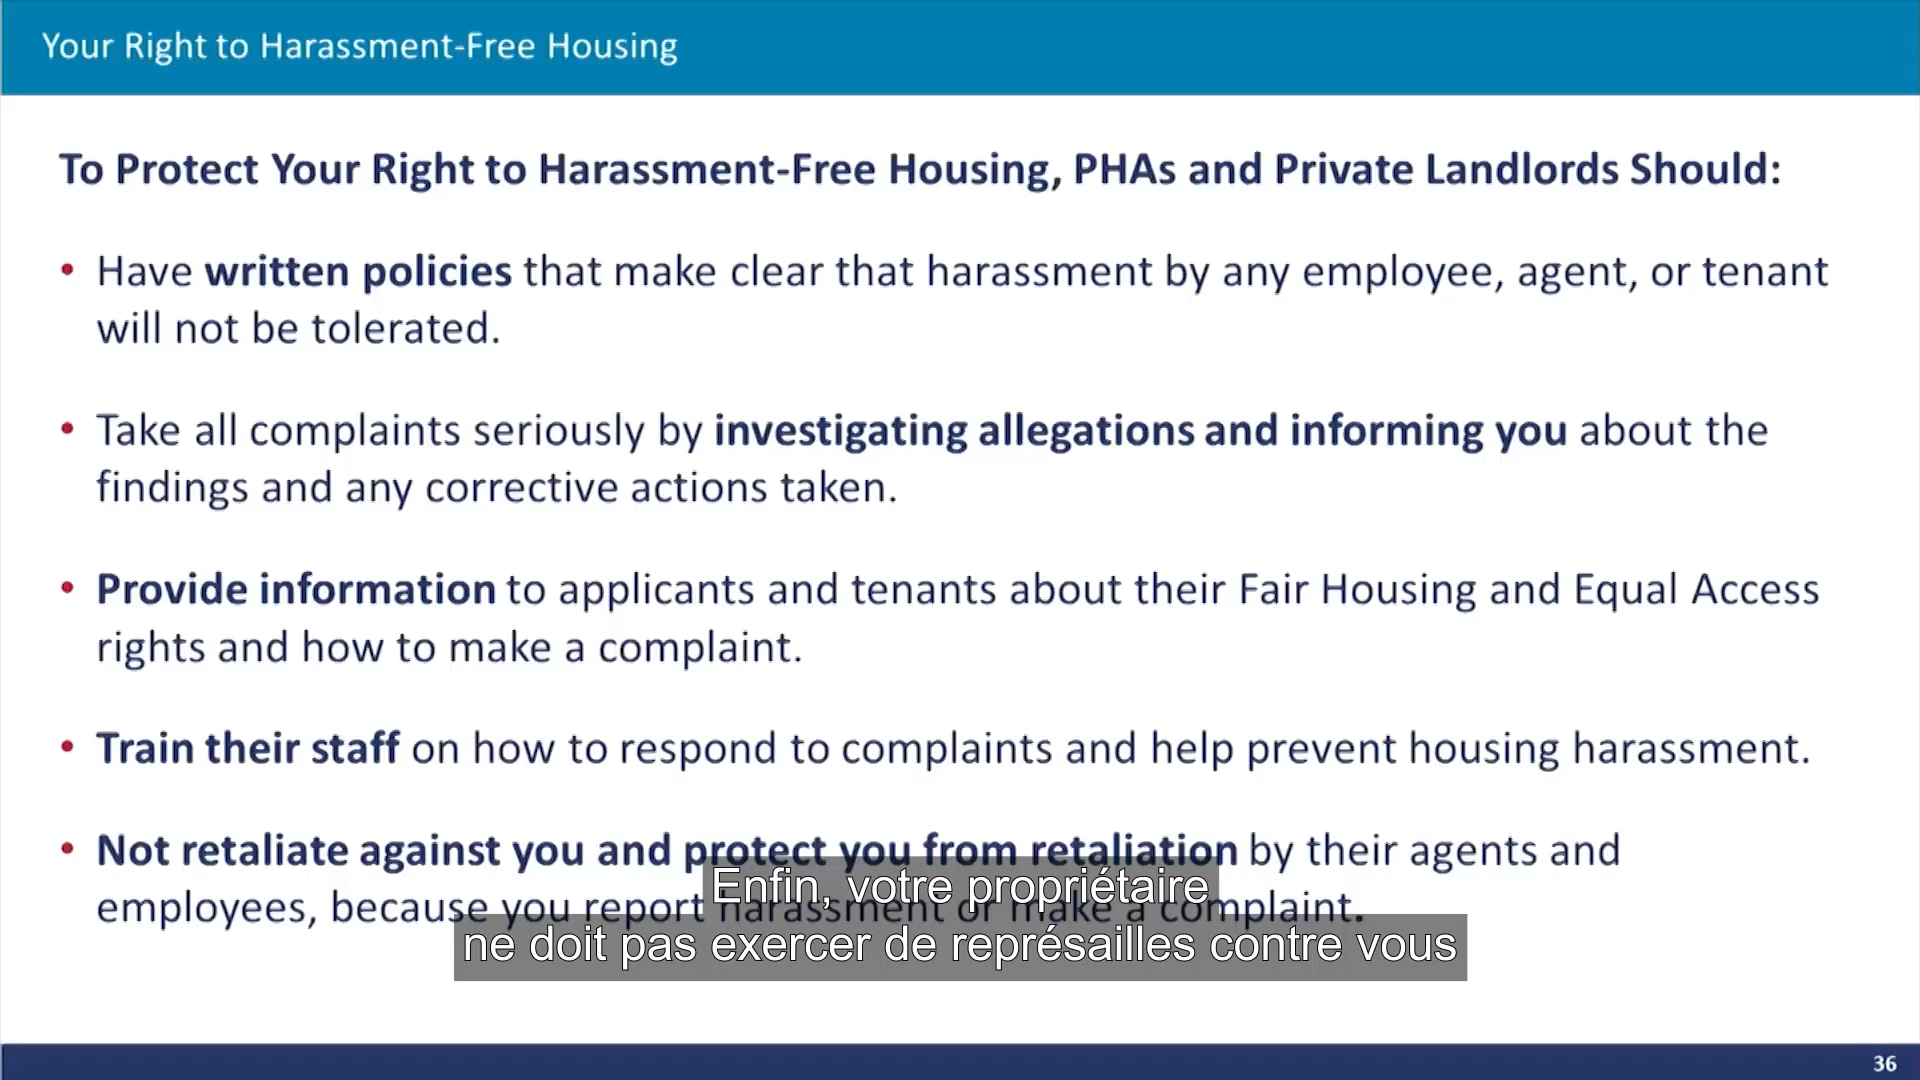 Your Right to Harassment-Free Housing
To Protect Your Right to Harassment-Free Housing, PHAs and Private Landlords Should:
• Have written policies that make clear that harassment by any employee, agent, or tenant
will not be tolerated.
• Take all complaints seriously by investigating allegations and informing you about the
findings and any corrective actions taken.
• Provide information to applicants and tenants about their Fair Housing and Equal Access
rights and how to make a complaint.
• Train their staff on how to respond to complaints and help prevent housing harassment.
• Not retaliate against you and protect you from retaliation by their agents and
employees, because you report harassment or make a complaint.
Enfin, votre propriétaire
ne doit pas exercer de représailles contre vous
36